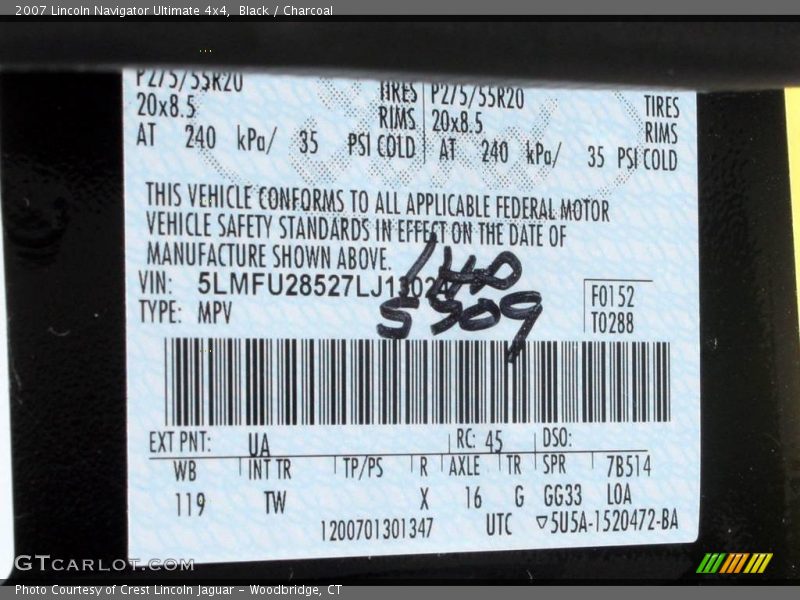 2007 Lincoln Navigator Ultimate 4x4, Black / Charcoal
P275/55R20 TIRES P275/55R20 TIRES
20x8.5 RIMS 20x8.5 RIMS
AT 240 kPa/ 35 PSI COLD AT 240 kPa/ 35 PSI COLD
THIS VEHICLE CONFORMS TO ALL APPLICABLE FEDERAL MOTOR
VEHICLE SAFETY STANDARDS IN EFFECT ON THE DATE OF
MANUFACTURE SHOWN ABOVE.
VIN:
TYPE: MPV
140
5509
F0152
T0288
EXT PNT: UA RC: 45 DSO:
WB INT TR TP/PS R AXLE TR SPR 7B514
119 TW X 16 G GG33 LOA
1200701301347 UTC ▽5U5A-1520472-BA
GTcarlot.com
Photo Courtesy of Crest Lincoln Jaguar - Woodbridge, CT